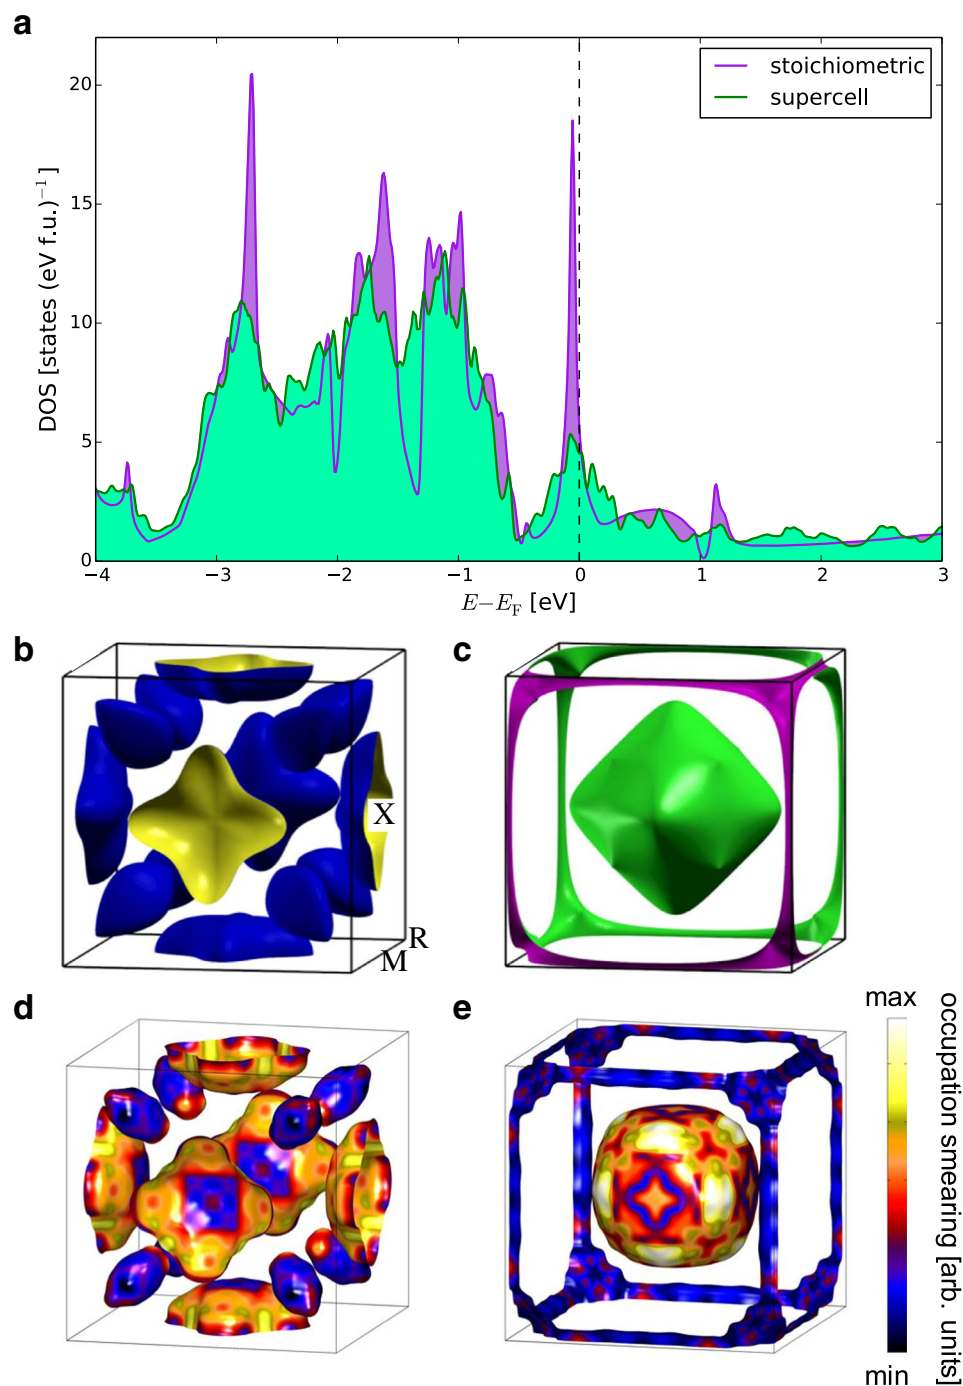 a
stoichiometric
supercell
20
15
10
5
0
DOS [states (eV f.u.)⁻¹]
−4 −3 −2 −1 0 1 2 3
E−E_F [eV]
b
c
X
R
M
d
e
max
min
occupation smearing [arb. units]